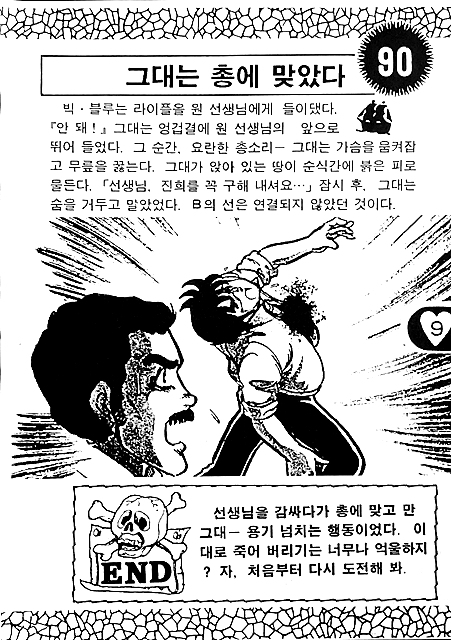 90
그대는 총에 맞았다
빅·블루는 라이플을 원 선생님에게 들이댔다.
『안 돼!』 그대는 엉겁결에 원 선생님의 앞으로
뛰어 들었다. 그 순간, 요란한 총소리— 그대는 가슴을 움켜잡
고 무릎을 꿇는다. 그대가 앉아 있는 땅이 순식간에 붉은 피로
물든다. 「선생님, 진희를 꼭 구해 내셔요…」 잠시 후, 그대는
숨을 거두고 말았었다. B의 선은 연결되지 않았던 것이다.
9
선생님을 감싸다가 총에 맞고 만
그대— 용기 넘치는 행동이었다. 이
대로 죽어 버리기는 너무나 억울하지
? 자, 처음부터 다시 도전해 봐.
END